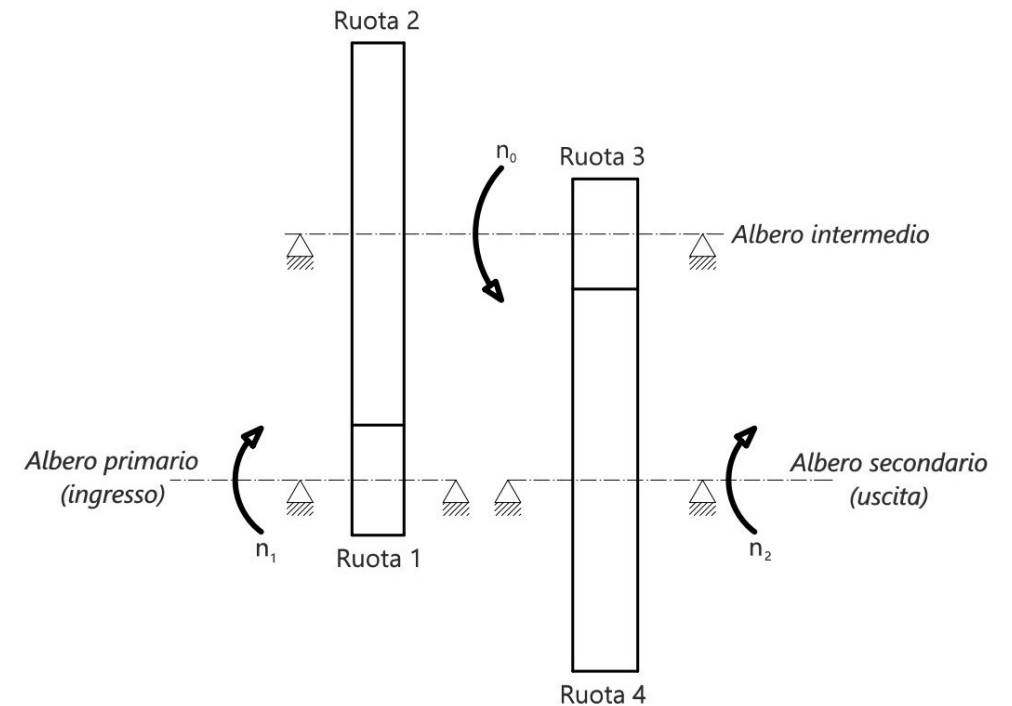 Ruota 2
n₀
Ruota 3
Albero intermedio
Albero primario
(ingresso)
n₁
Ruota 1
Albero secondario
(uscita)
n₂
Ruota 4